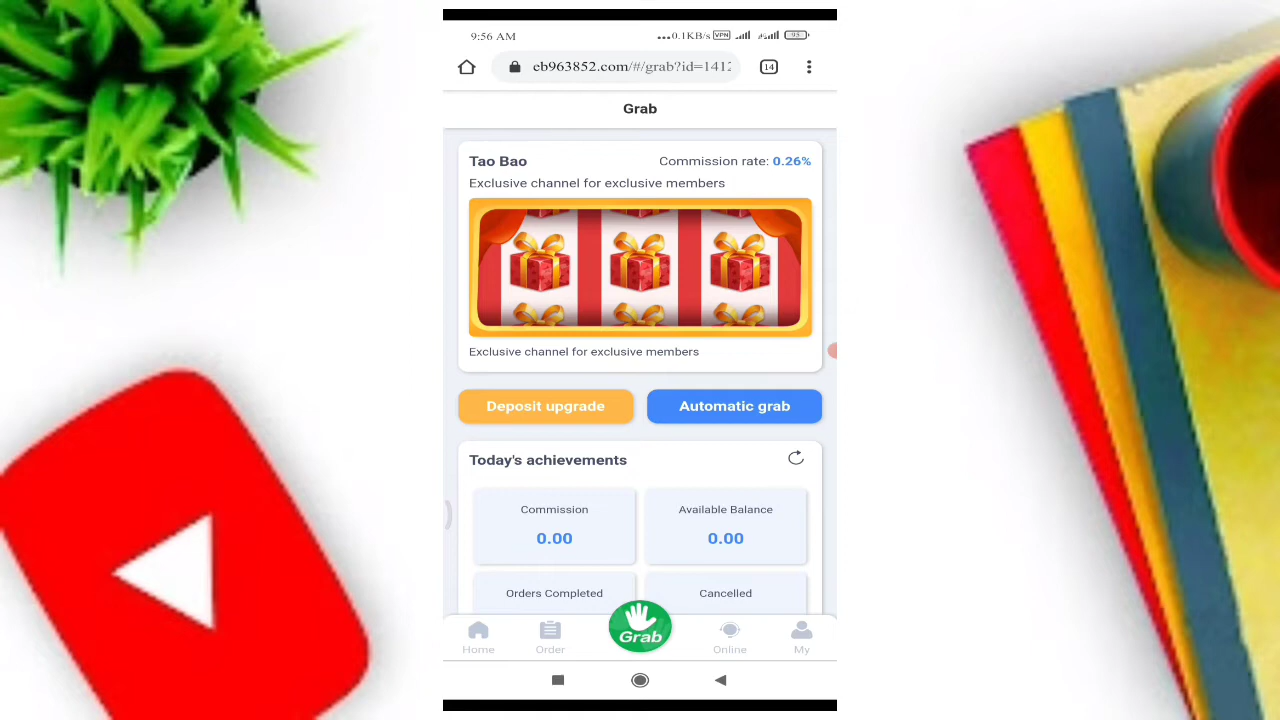 9:56 AM
0.1KB/s VPN
cb963852.com/#/grab?id=141
14
Grab
Tao Bao
Commission rate: 0.26%
Exclusive channel for exclusive members
Exclusive channel for exclusive members
Deposit upgrade
Automatic grab
Today's achievements
Commission
Available Balance
0.00
0.00
Orders Completed
Cancelled
Grab
Home
Order
Online
My